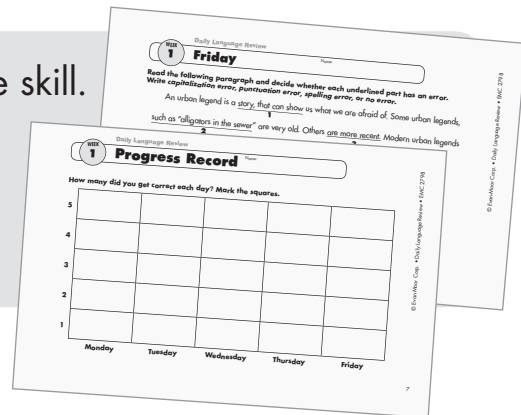 e skill.
Daily Language Review
WEEK
1
Friday
Name
Read the following paragraph and decide whether each underlined part has an error.
Write capitalization error, punctuation error, spelling error, or no error.
An urban legend is a story, that can show us what we are afraid of. Some urban legends,
1
such as “alligators in the sewer” are very old. Others are more recent. Modern urban legends
2
© Evan-Moor Corp. • Daily Language Review • EMC 2798
Daily Language Review
WEEK
1
Progress Record
Name
How many did you get correct each day? Mark the squares.
5
4
3
2
1
Monday Tuesday Wednesday Thursday Friday
© Evan-Moor Corp. • Daily Language Review • EMC 2798
7